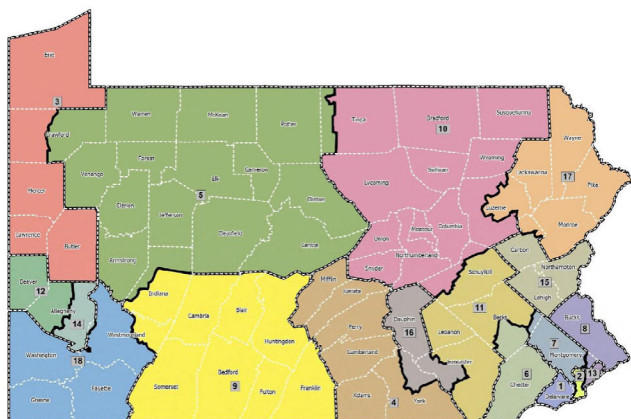 Erie
3
Crawford
Warren
McKean
Potter
Tioga
Bradford
Susquehanna
10
Wayne
Forest
Venango
Elk
Cameron
5
Sullivan
Wyoming
Lackawanna
17
Pike
Mercer
Clarion
Jefferson
Clinton
Lycoming
Luzerne
Monroe
Lawrence
Butler
Clearfield
Centre
Union
Montour
Columbia
Northumberland
Snyder
Armstrong
Carbon
Beaver
12
Indiana
Mifflin
Schuylkill
Northampton
15
Lehigh
Allegheny
14
Cambria
Blair
Juniata
Dauphin
11
Berks
Bucks
8
Westmoreland
Huntingdon
Perry
16
Lebanon
7
Montgomery
Washington
18
Cumberland
Lancaster
6
Chester
2
13
Greene
Fayette
Somerset
Bedford
9
Fulton
Franklin
Adams
4
York
1
Delaware